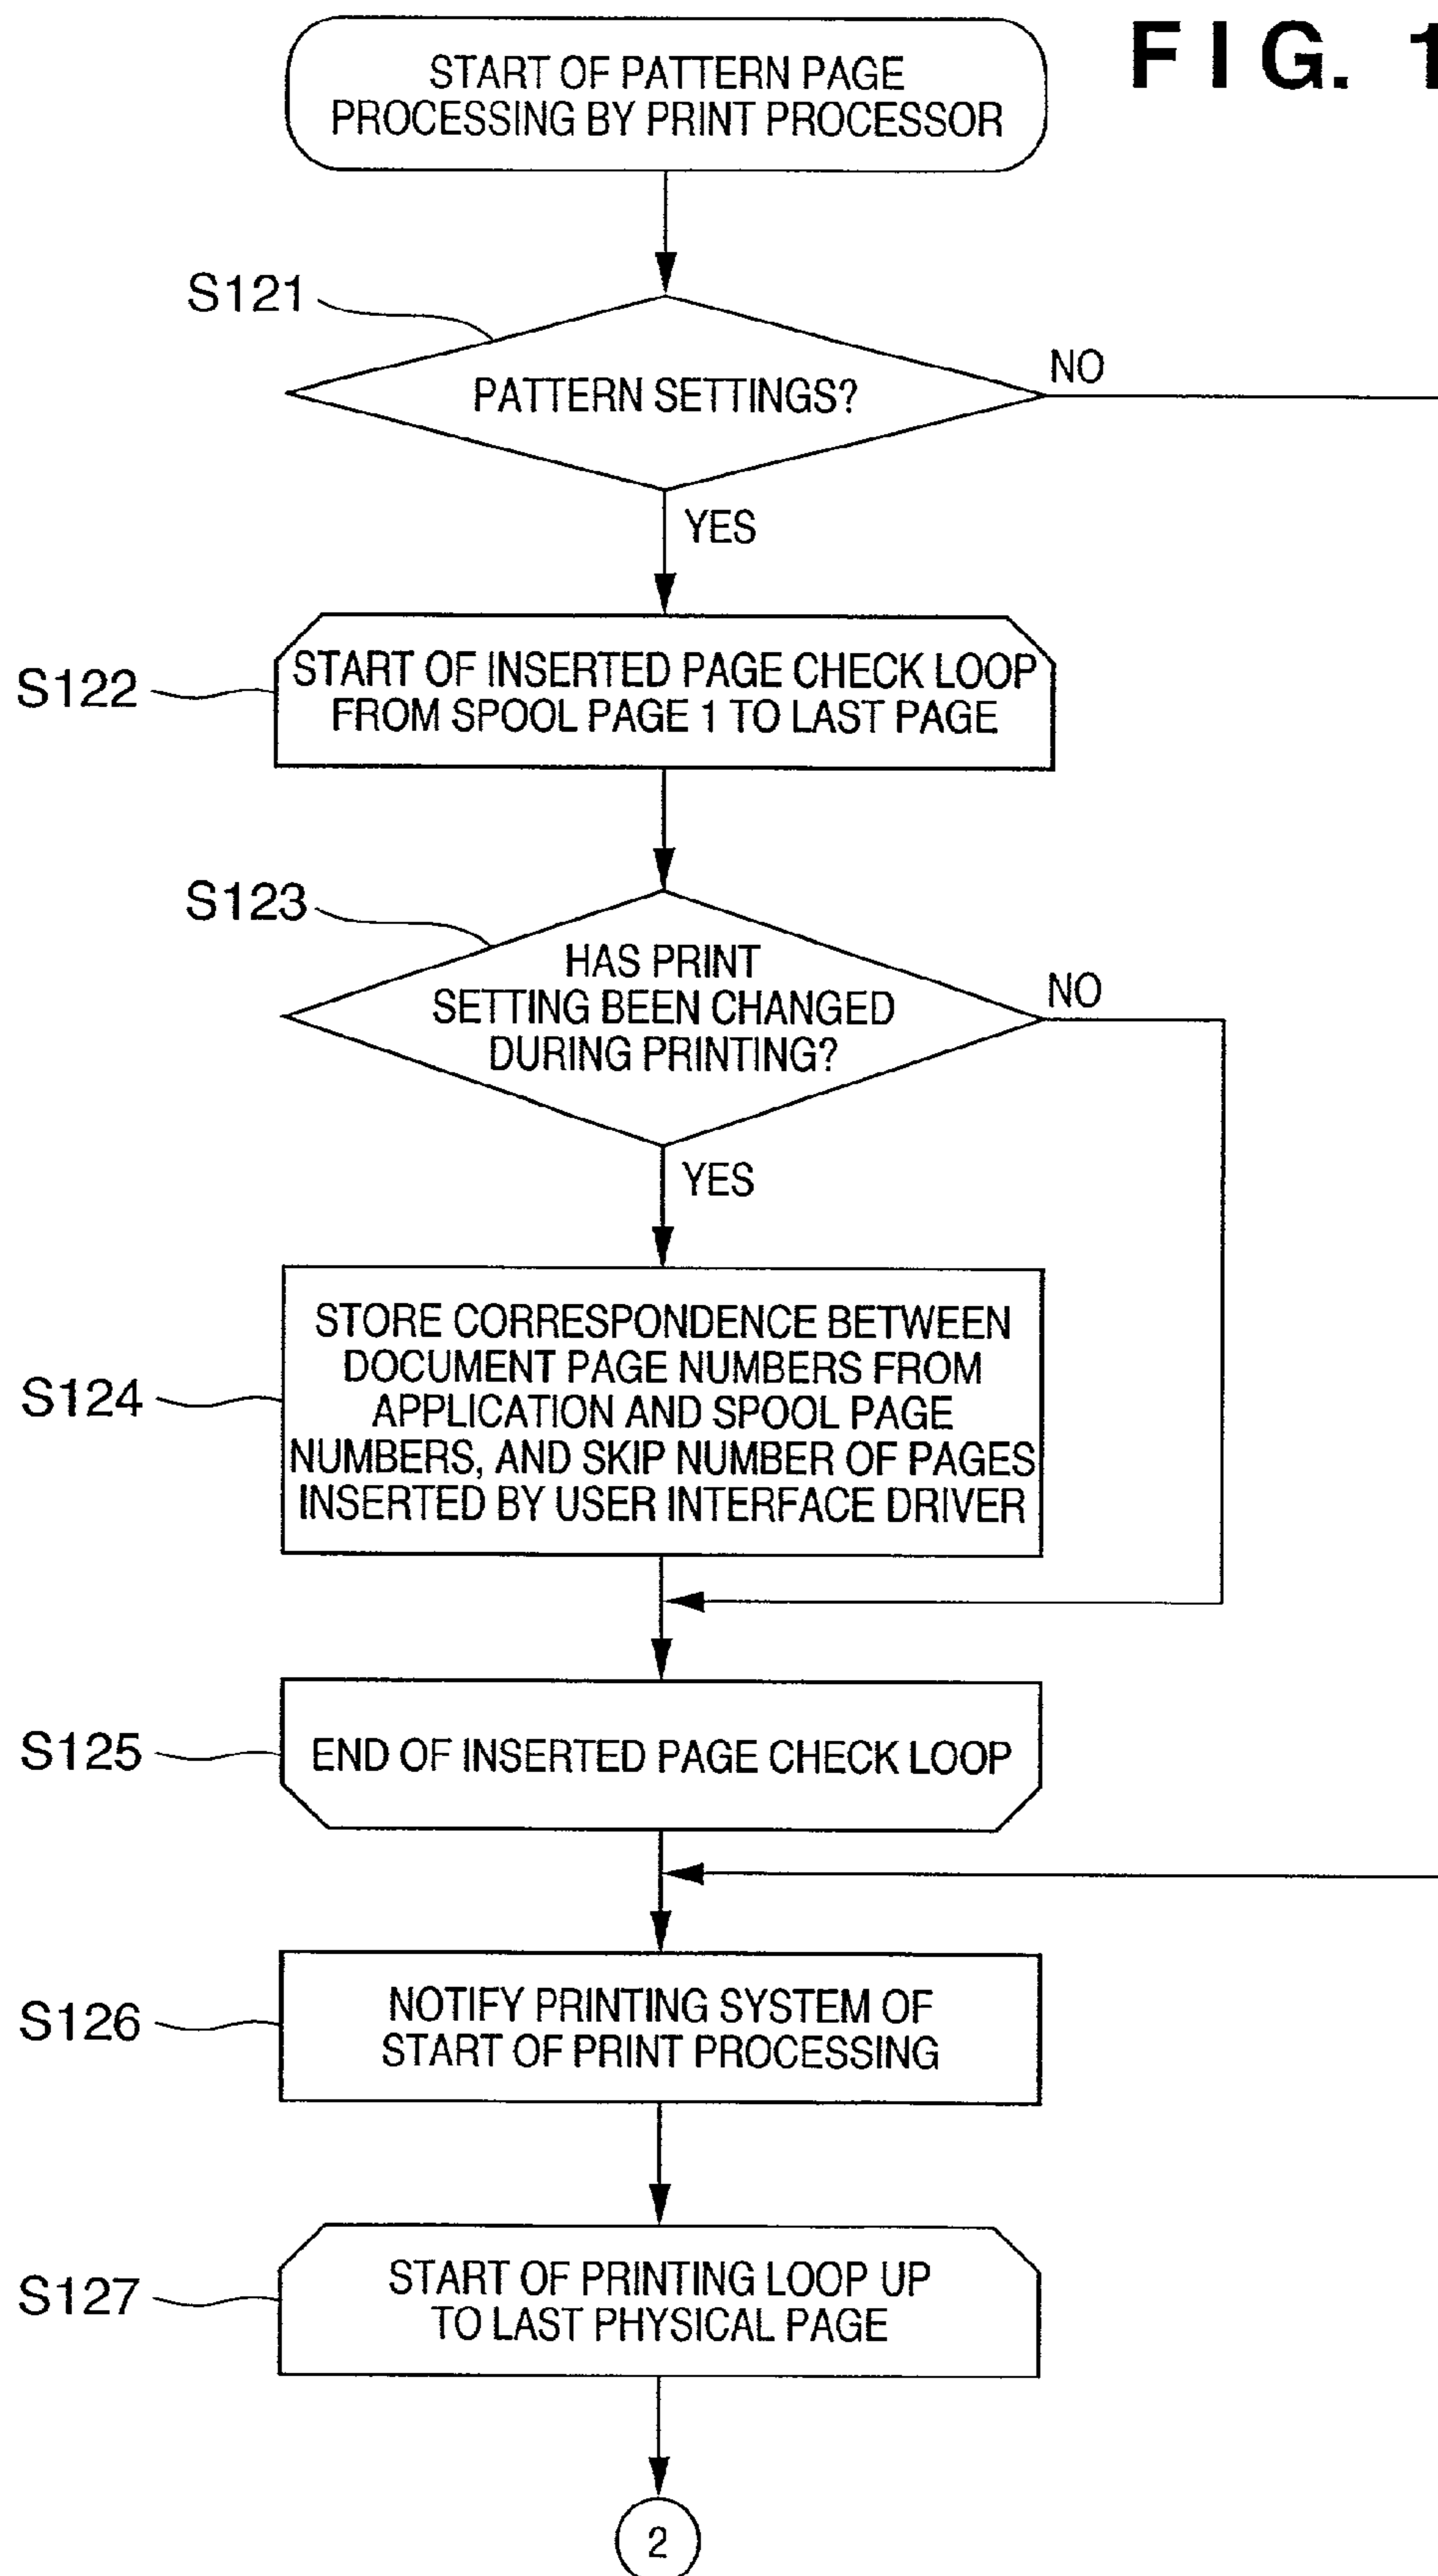 START OF PATTERN PAGE
PROCESSING BY PRINT PROCESSOR
FIG. 1
S121
PATTERN SETTINGS?
NO
YES
S122
START OF INSERTED PAGE CHECK LOOP
FROM SPOOL PAGE 1 TO LAST PAGE
S123
HAS PRINT
SETTING BEEN CHANGED
DURING PRINTING?
NO
YES
S124
STORE CORRESPONDENCE BETWEEN
DOCUMENT PAGE NUMBERS FROM
APPLICATION AND SPOOL PAGE
NUMBERS, AND SKIP NUMBER OF PAGES
INSERTED BY USER INTERFACE DRIVER
S125
END OF INSERTED PAGE CHECK LOOP
S126
NOTIFY PRINTING SYSTEM OF
START OF PRINT PROCESSING
S127
START OF PRINTING LOOP UP
TO LAST PHYSICAL PAGE
2